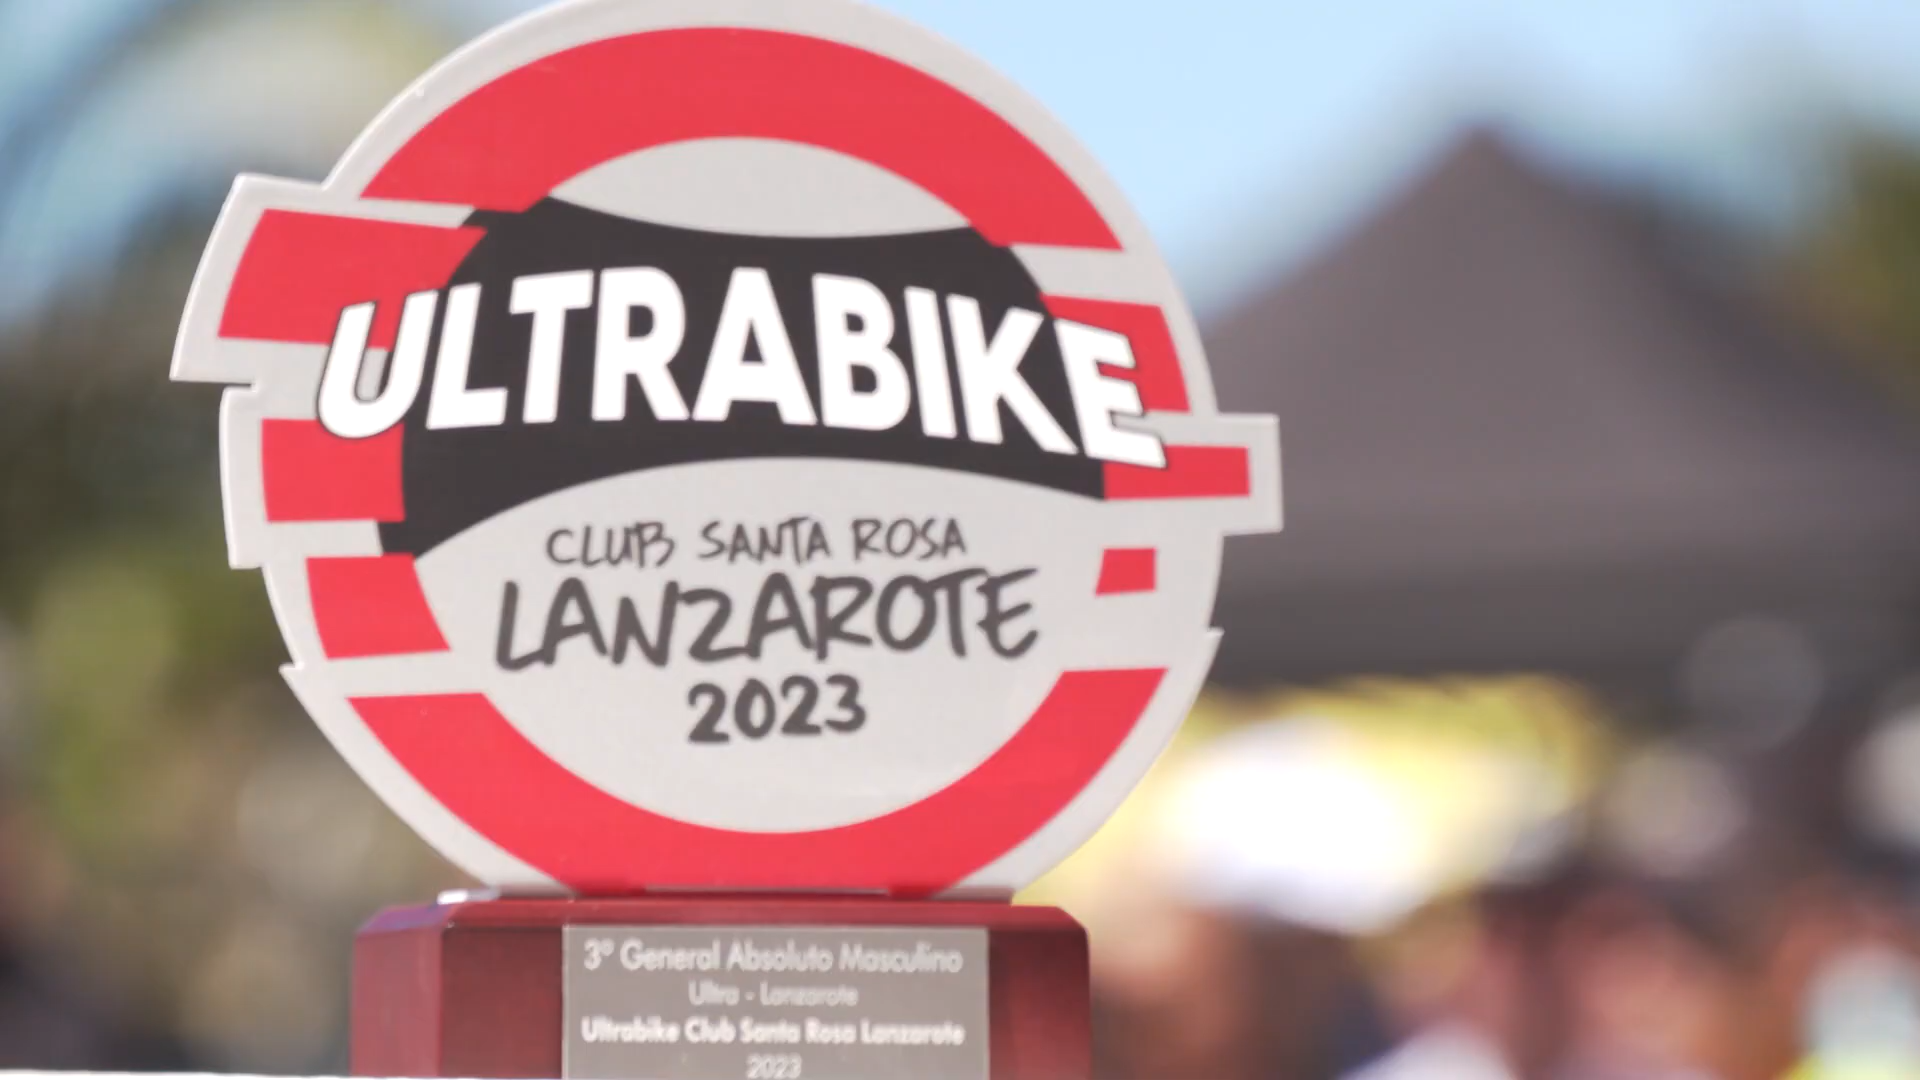 ULTRABIKE
CLUB SANTA ROSA
LANZAROTE
2023
3º General Absoluto Masculino
Ultra - Lanzarote
Ultrabike Club Santa Rosa Lanzarote
2023